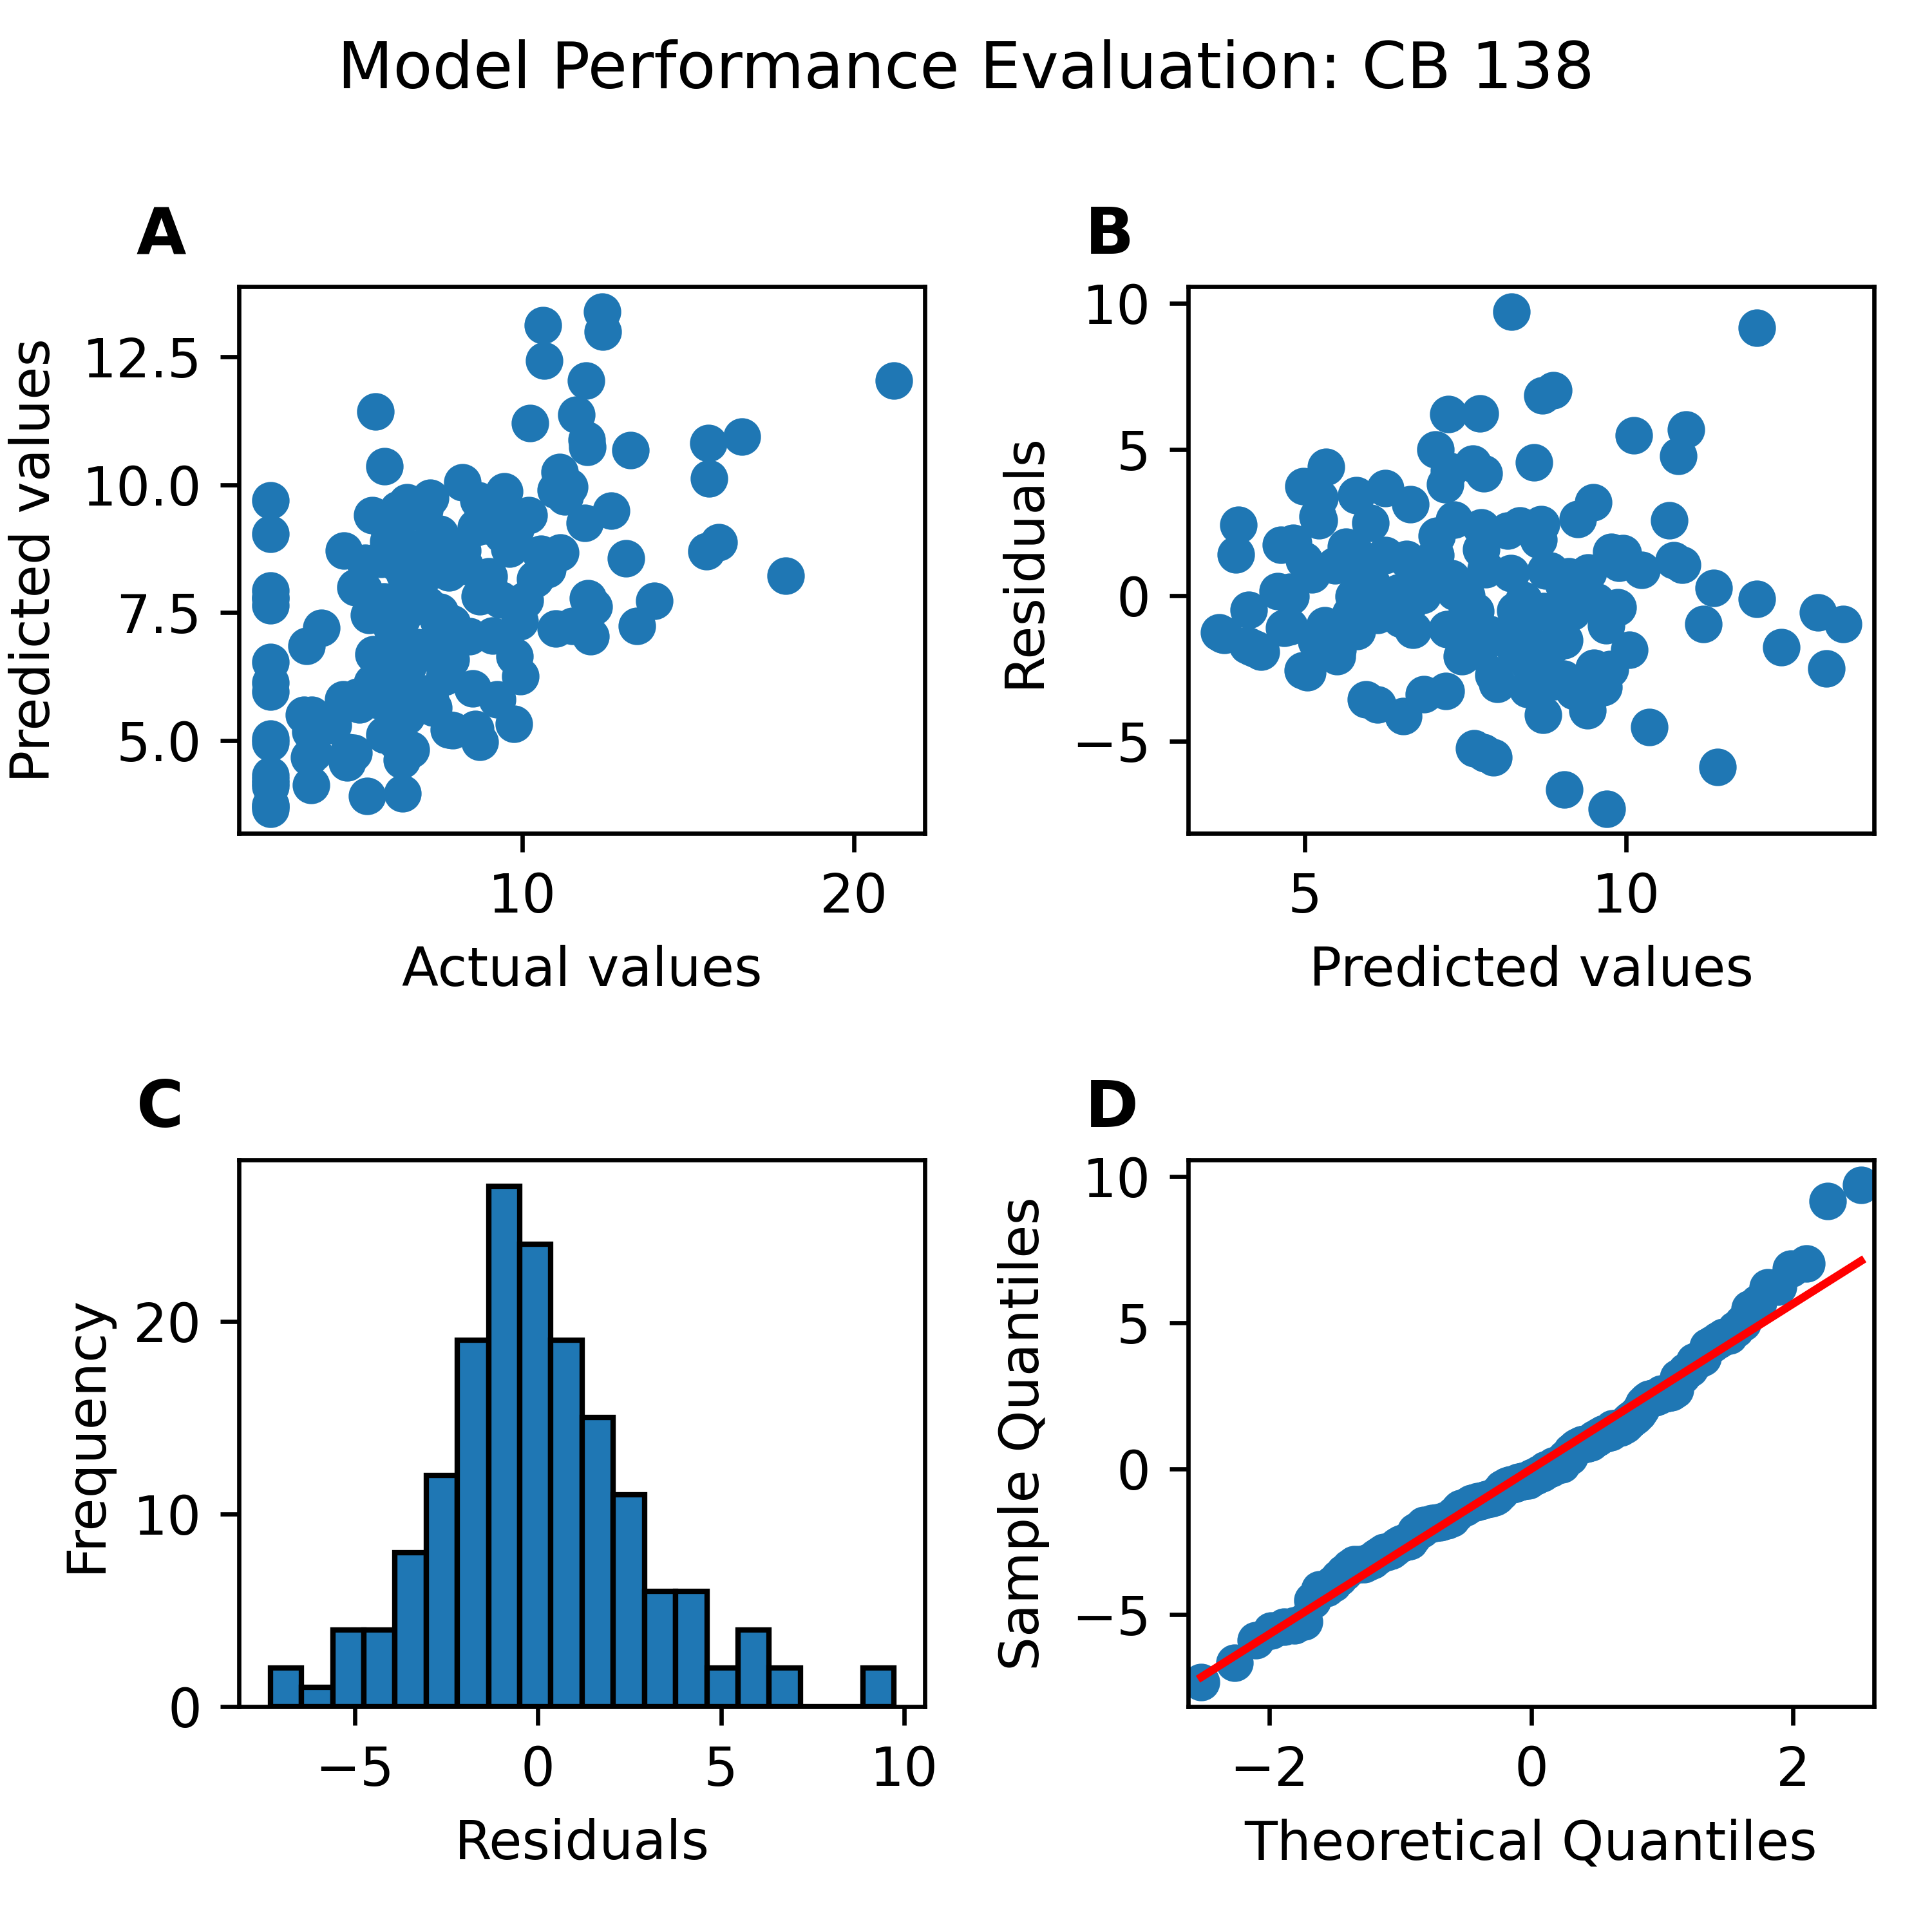 Model Performance Evaluation: CB 138
A
B
12.5
10.0
7.5
5.0
Predicted values
10
20
Actual values
10
5
0
−5
Residuals
5
10
Predicted values
C
D
20
10
0
Frequency
−5
0
5
10
Residuals
10
5
0
−5
Sample Quantiles
−2
0
2
Theoretical Quantiles